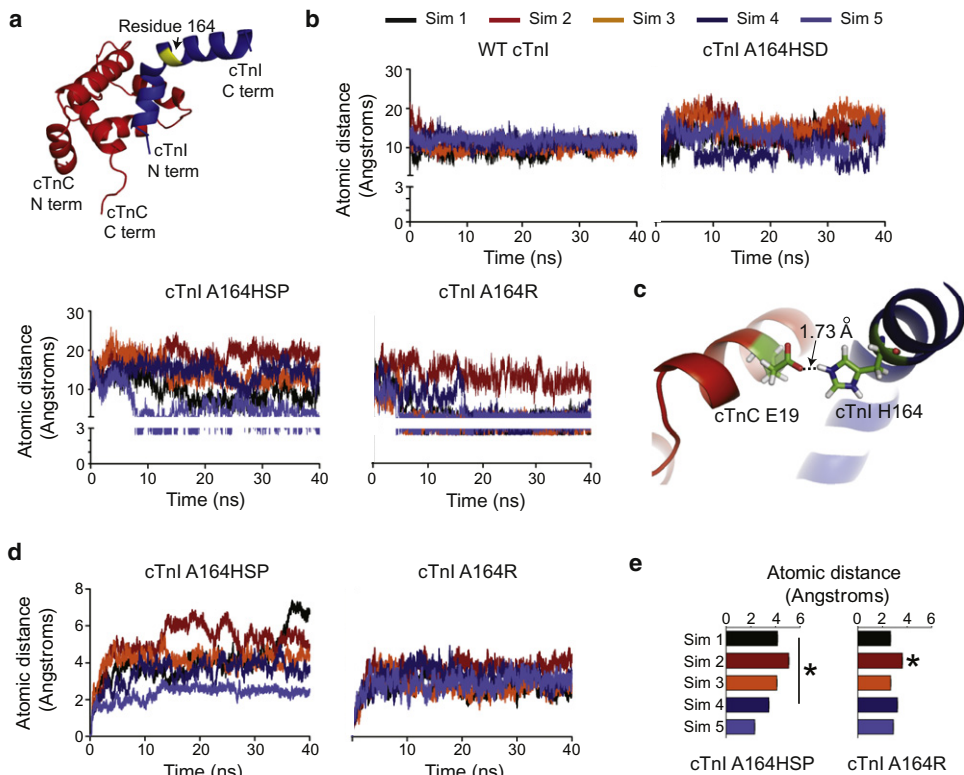 a
Residue 164
cTnI
C term
cTnI
N term
cTnC
N term
cTnC
C term
b
Sim 1 Sim 2 Sim 3 Sim 4 Sim 5
WT cTnI
Atomic distance
(Angstroms)
30
20
10
3
0
0 10 20 30 40
Time (ns)
cTnI A164HSD
0 10 20 30 40
Time (ns)
cTnI A164HSP
Atomic distance
(Angstroms)
30
20
10
3
0
0 10 20 30 40
Time (ns)
cTnI A164R
0 10 20 30 40
Time (ns)
c
1.73 Å
cTnC E19
cTnI H164
d
cTnI A164HSP
Atomic distance
(Angstroms)
8
6
4
2
0
0 10 20 30 40
Time (ns)
cTnI A164R
0 10 20 30 40
Time (ns)
e
Atomic distance
(Angstroms)
0 2 4 6
0 2 4 6
Sim 1
Sim 2
Sim 3
Sim 4
Sim 5
*
*
cTnI A164HSP
cTnI A164R